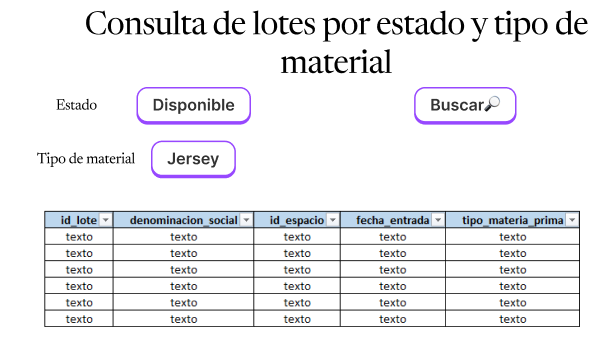 Consulta de lotes por estado y tipo de
material
Estado Disponible Buscar🔎
Tipo de material Jersey
id_lote denominacion_social id_espacio fecha_entrada tipo_materia_prima
texto texto texto texto texto
texto texto texto texto texto
texto texto texto texto texto
texto texto texto texto texto
texto texto texto texto texto
texto texto texto texto texto